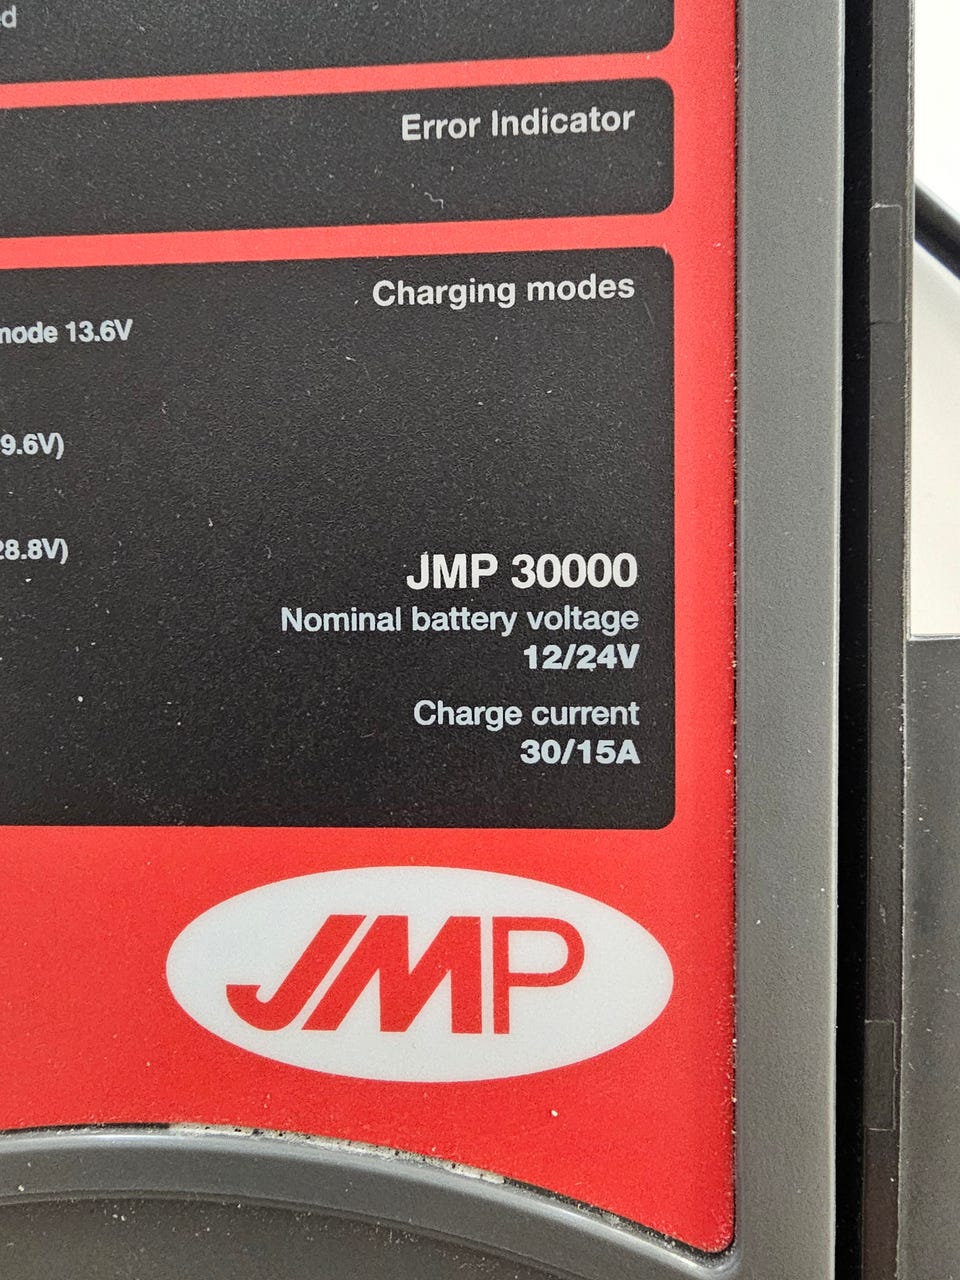 Error Indicator
Charging modes
mode 13.6V
9.6V)
28.8V)
JMP 30000
Nominal battery voltage
12/24V
Charge current
30/15A
JMP